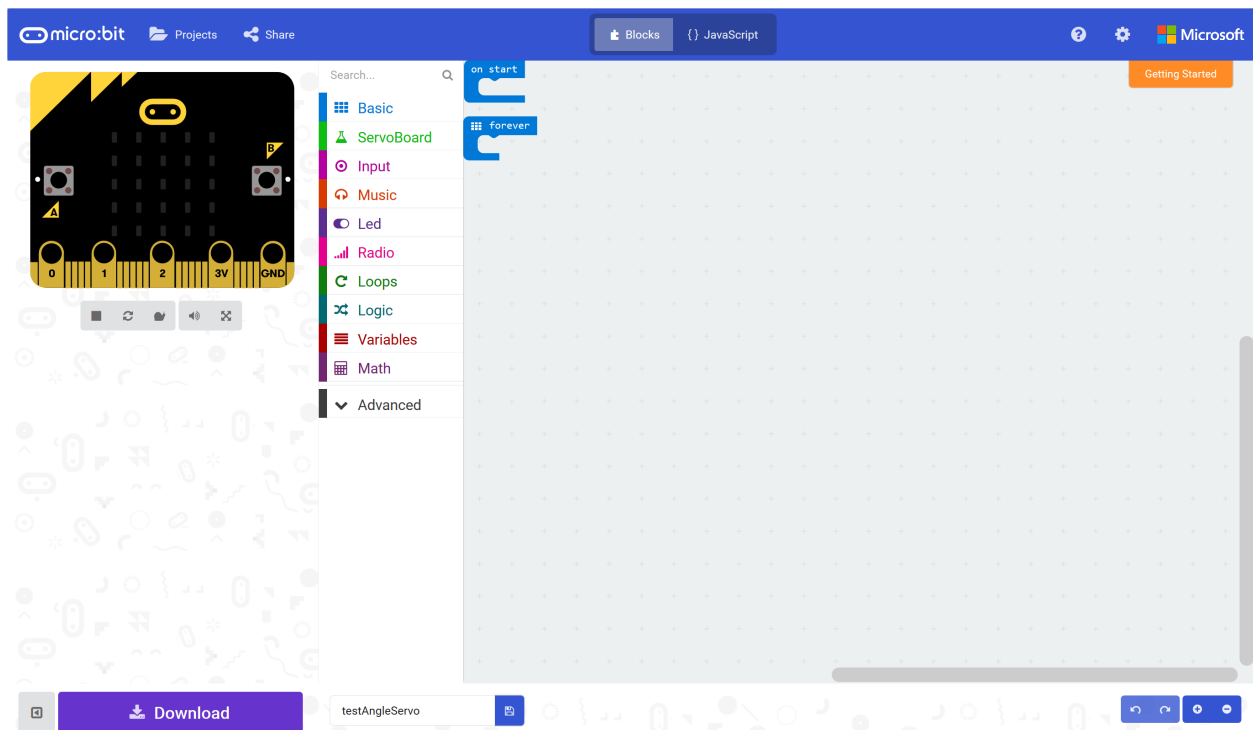 micro:bit Projects Share Blocks {} JavaScript Microsoft
Search...
Basic
ServoBoard
Input
Music
Led
Radio
Loops
Logic
Variables
Math
Advanced
on start
forever
Getting Started
B
A
0 1 2 3V GND
Download
testAngleServo